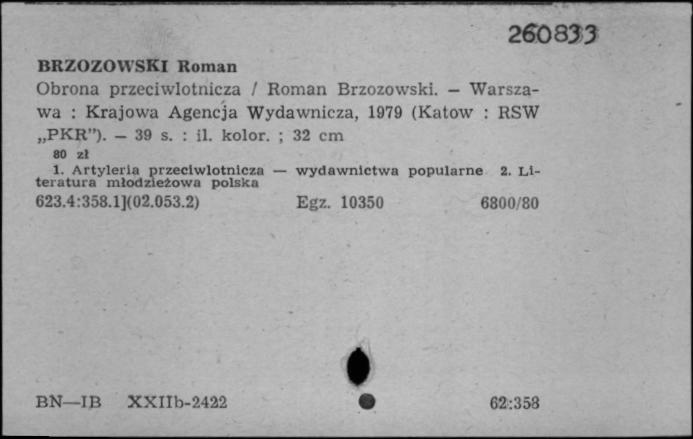 260833
BRZOZOWSKI Roman
Obrona przeciwlotnicza / Roman Brzozowski. — Warsza-
wa : Krajowa Agencja Wydawnicza, 1979 (Katow : RSW
„PKR”). — 39 s. : il. kolor. ; 32 cm
80 zł
1. Artyleria przeciwlotnicza — wydawnictwa popularne 2. Li-
teratura młodzieżowa polska
623.4:358.1](02.053.2) Egz. 10350 6800/80
BN—IB XXIIb-2422 62:358